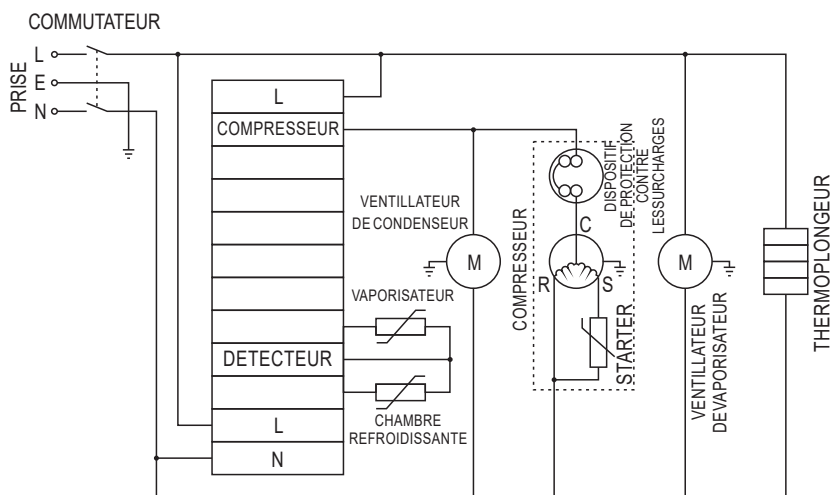 COMMUTATEUR
PRISE
L
E
N
L
COMPRESSEUR
DETECTEUR
L
N
VENTILLATEUR
DE CONDENSEUR
M
VAPORISATEUR
CHAMBRE
REFROIDISSANTE
COMPRESSEUR
DISPOSITIF
DE PROTECTION
CONTRE
LESSURCHARGES
C
R
S
STARTER
M
VENTILLATEUR
DEVAPORISATEUR
THERMOPLONGEUR